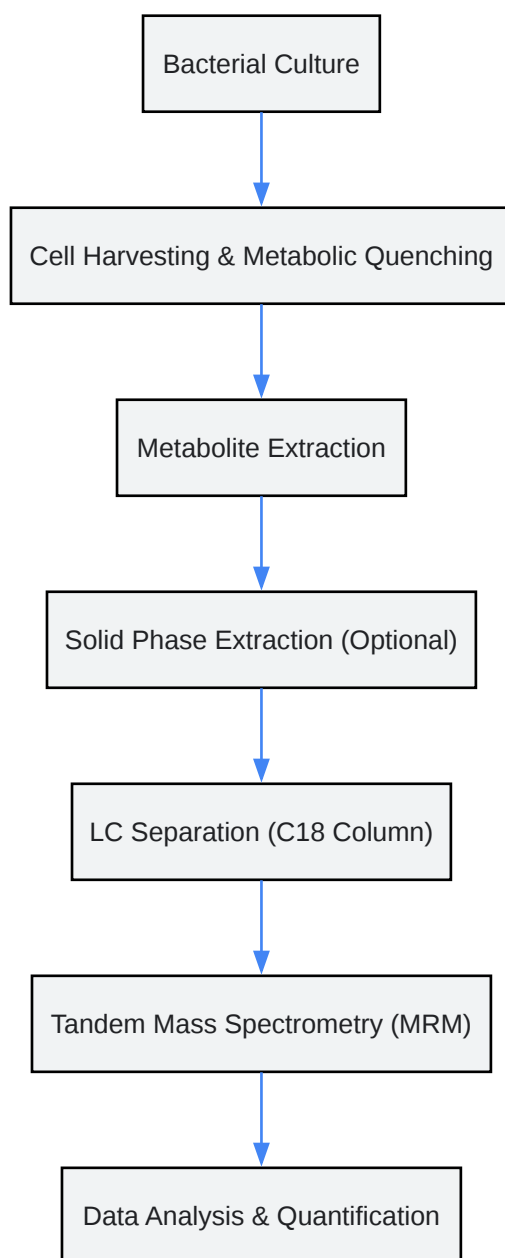 Bacterial Culture
Cell Harvesting & Metabolic Quenching
Metabolite Extraction
Solid Phase Extraction (Optional)
LC Separation (C18 Column)
Tandem Mass Spectrometry (MRM)
Data Analysis & Quantification